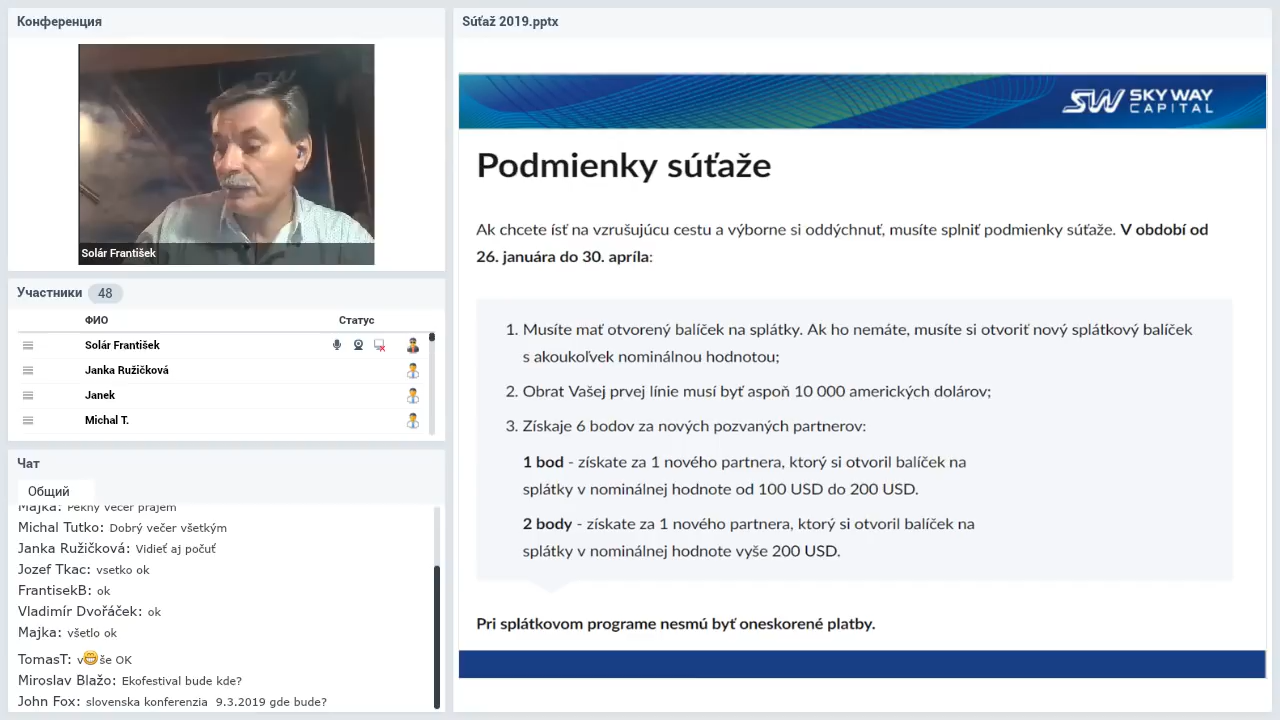 Конференция
Solár František
Участники 48
ФИО Статус
Solár František
Janka Ružičková
Janek
Michal T.
Чат
Общий
Majka: Pekný večer prajem
Michal Tutko: Dobrý večer všetkým
Janka Ružičková: Vidieť aj počuť
Jozef Tkac: vsetko ok
FrantisekB: ok
Vladimír Dvořáček: ok
Majka: všetlo ok
TomasT: v še OK
Miroslav Blažo: Ekofestival bude kde?
John Fox: slovenska konferenzia 9.3.2019 gde bude?
Súťaž 2019.pptx
SW SKY WAY
CAPITAL
Podmienky súťaže
Ak chcete ísť na vzrušujúcu cestu a výborne si oddýchnuť, musíte splniť podmienky súťaže. V období od
26. januára do 30. apríla:
1. Musíte mať otvorený balíček na splátky. Ak ho nemáte, musíte si otvoriť nový splátkový balíček
s akoukoľvek nominálnou hodnotou;
2. Obrat Vašej prvej línie musí byť aspoň 10 000 amerických dolárov;
3. Získaje 6 bodov za nových pozvaných partnerov:
1 bod - získate za 1 nového partnera, ktorý si otvoril balíček na
splátky v nominálnej hodnote od 100 USD do 200 USD.
2 body - získate za 1 nového partnera, ktorý si otvoril balíček na
splátky v nominálnej hodnote vyše 200 USD.
Pri splátkovom programe nesmú byť oneskorené platby.